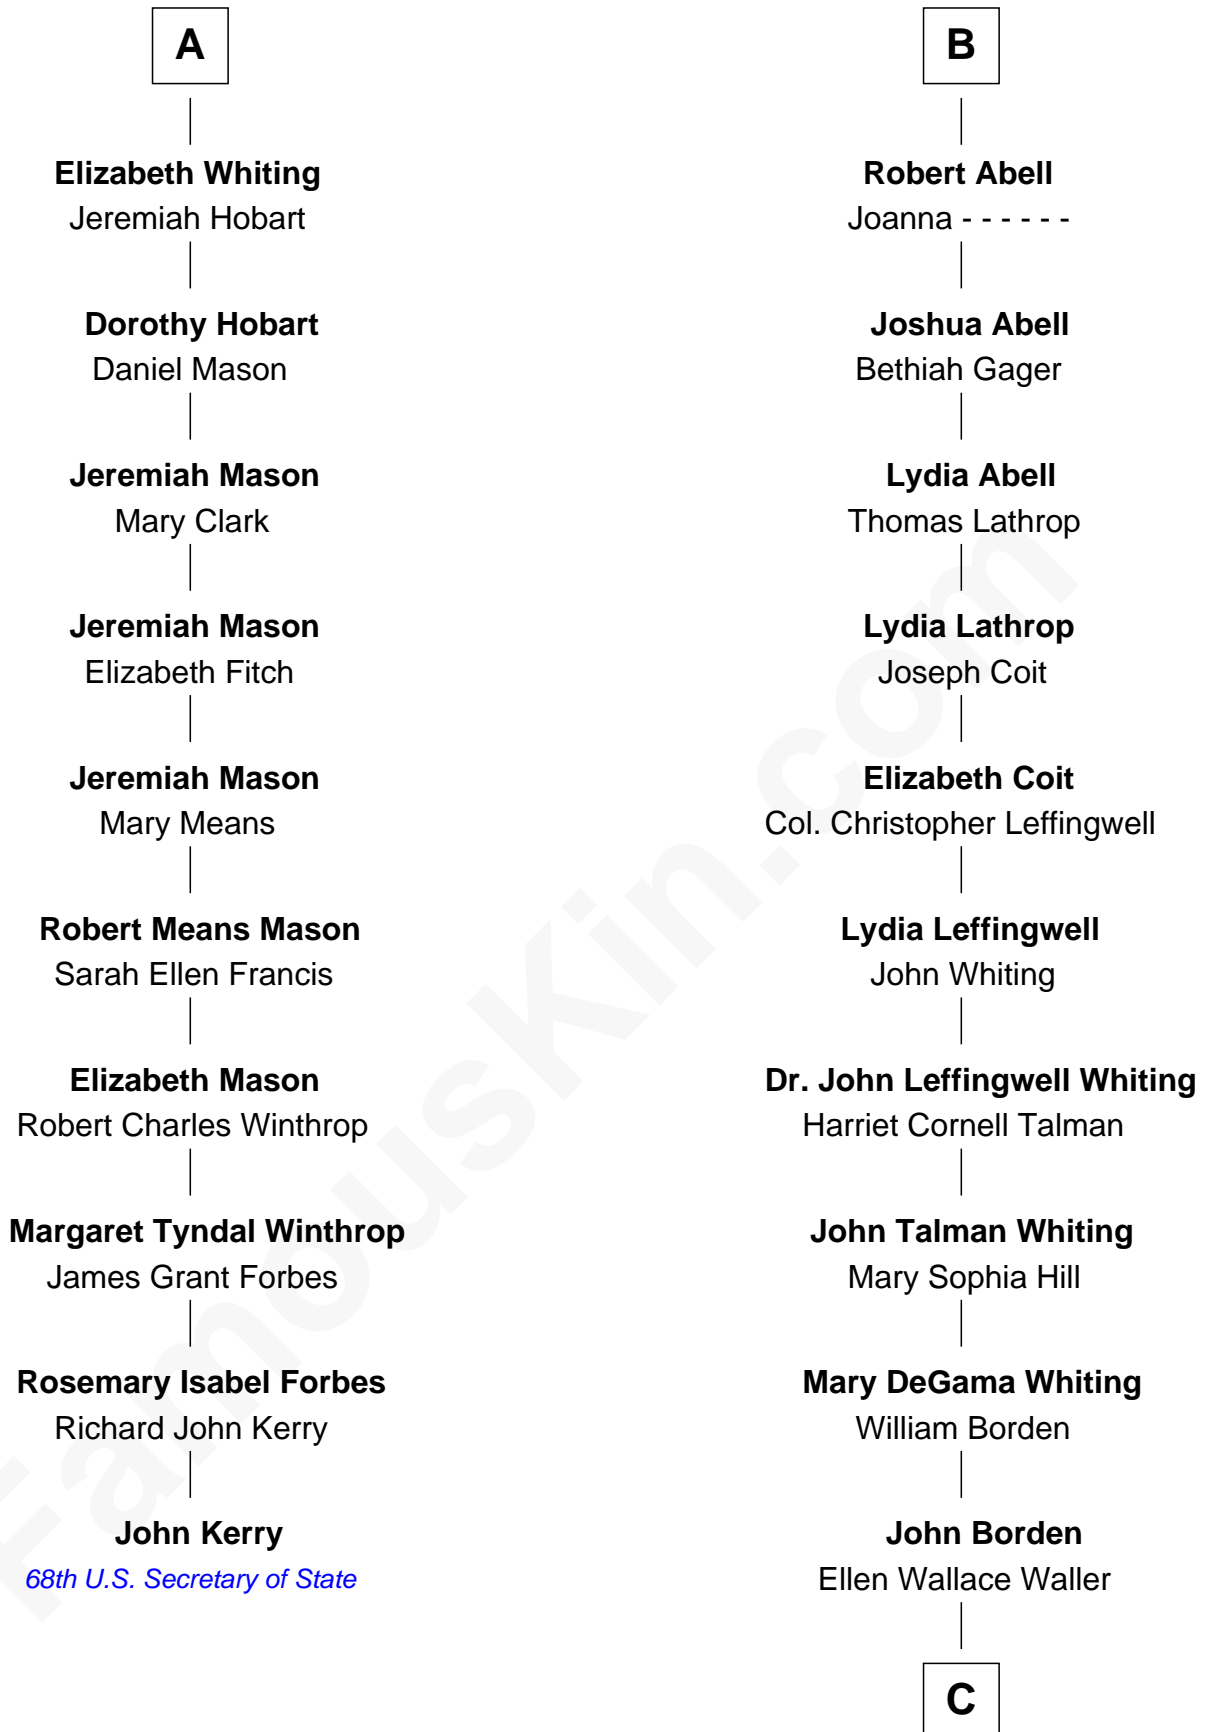 A
Elizabeth Whiting
Jeremiah Hobart
Dorothy Hobart
Daniel Mason
Jeremiah Mason
Mary Clark
Jeremiah Mason
Elizabeth Fitch
Jeremiah Mason
Mary Means
Robert Means Mason
Sarah Ellen Francis
Elizabeth Mason
Robert Charles Winthrop
Margaret Tyndal Winthrop
James Grant Forbes
Rosemary Isabel Forbes
Richard John Kerry
John Kerry
68th U.S. Secretary of State
B
Robert Abell
Joanna - - - - - -
Joshua Abell
Bethiah Gager
Lydia Abell
Thomas Lathrop
Lydia Lathrop
Joseph Coit
Elizabeth Coit
Col. Christopher Leffingwell
Lydia Leffingwell
John Whiting
Dr. John Leffingwell Whiting
Harriet Cornell Talman
John Talman Whiting
Mary Sophia Hill
Mary DeGama Whiting
William Borden
John Borden
Ellen Wallace Waller
C
FamousKin.com